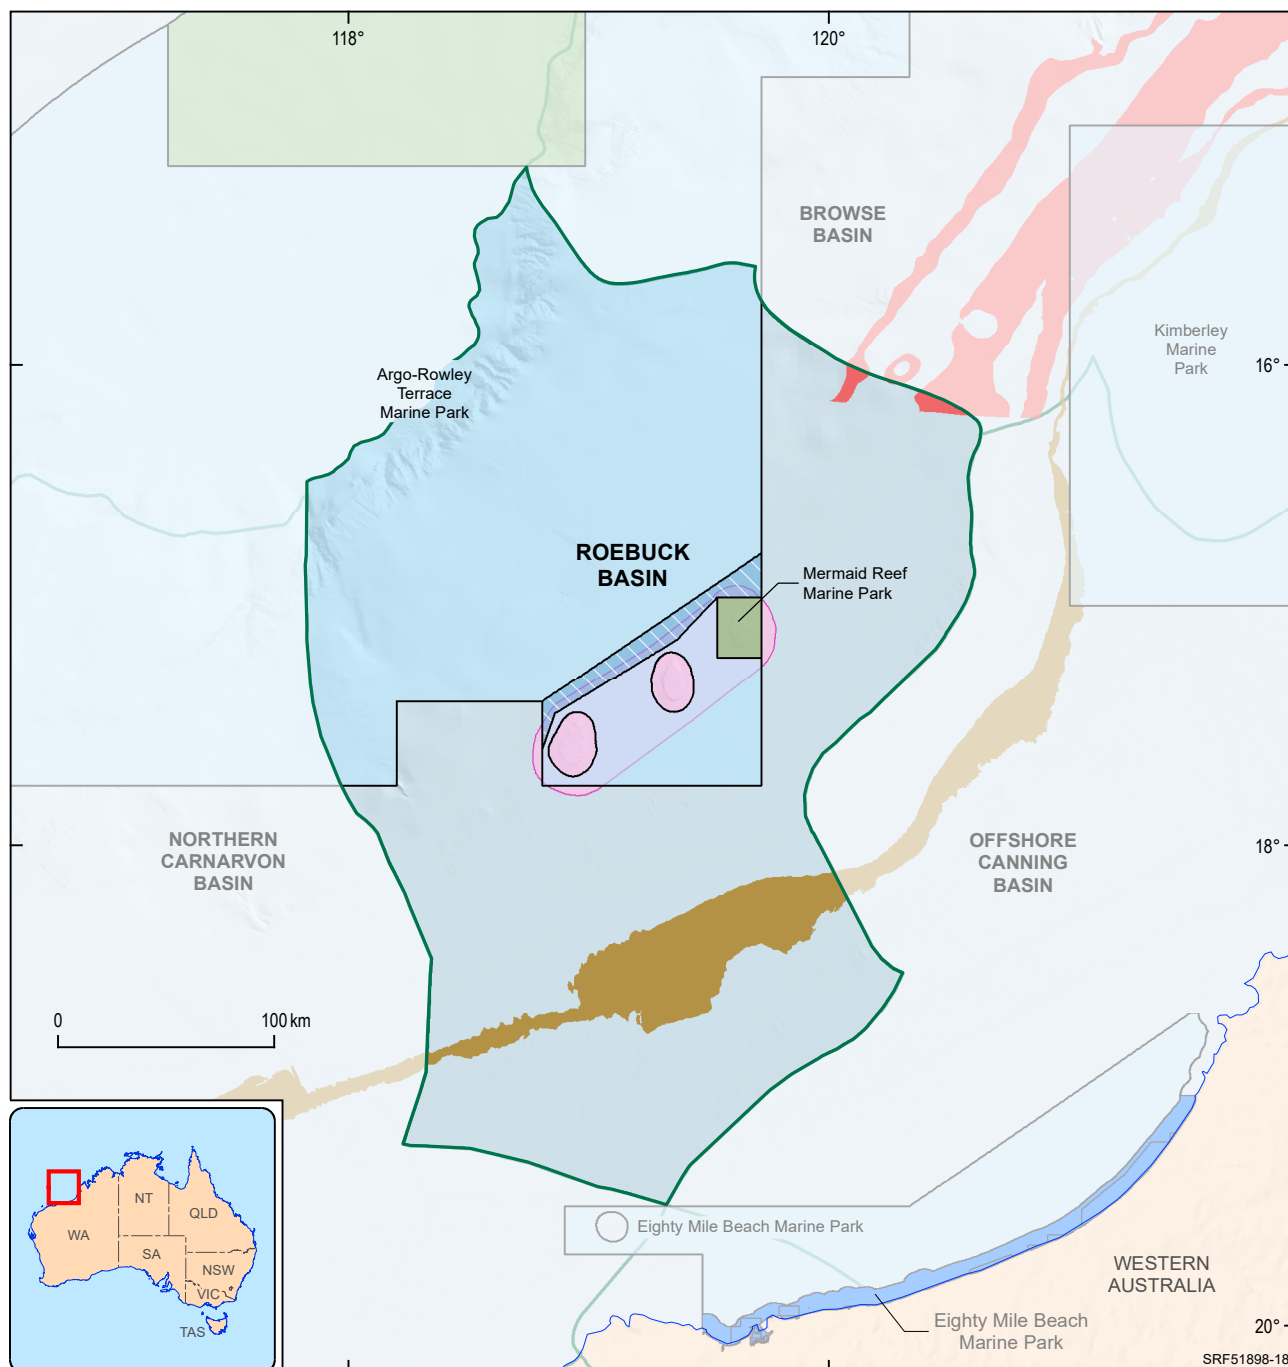 118°
120°
BROWSE
BASIN
Kimberley
Marine
Park
16°
Argo-Rowley
Terrace
Marine Park
ROEBUCK
BASIN
Mermaid Reef
Marine Park
NORTHERN
CARNARVON
BASIN
OFFSHORE
CANNING
BASIN
18°
0
100 km
NT
QLD
WA
SA
NSW
VIC
TAS
Eighty Mile Beach Marine Park
WESTERN
AUSTRALIA
Eighty Mile Beach
Marine Park
20°
SRF51898-18